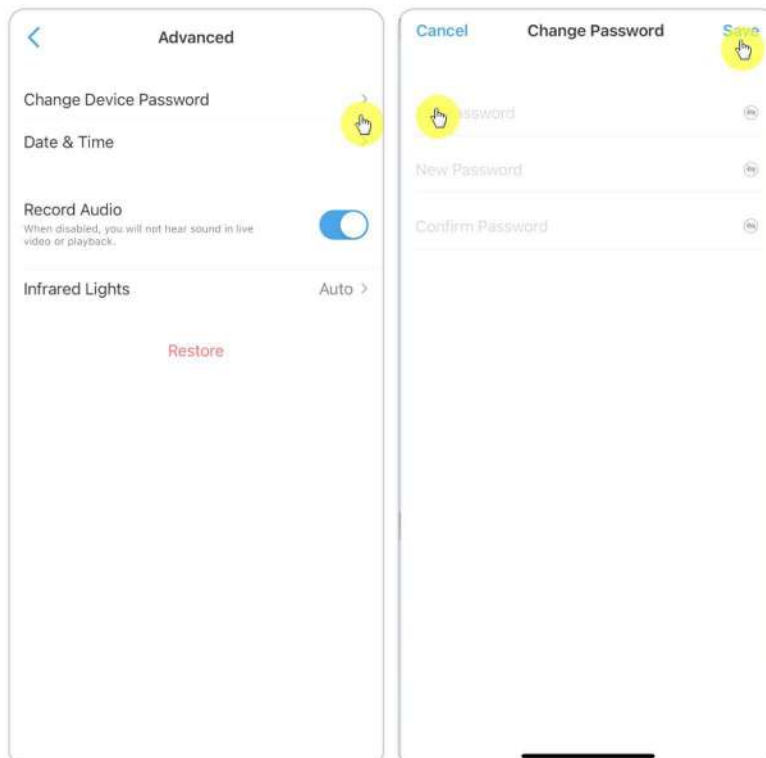 Advanced
Change Device Password
Date & Time
Record Audio
When disabled, you will not hear sound in live
video or playback.
Infrared Lights
Auto
Restore
Cancel
Change Password
Save
New Password
Confirm Password